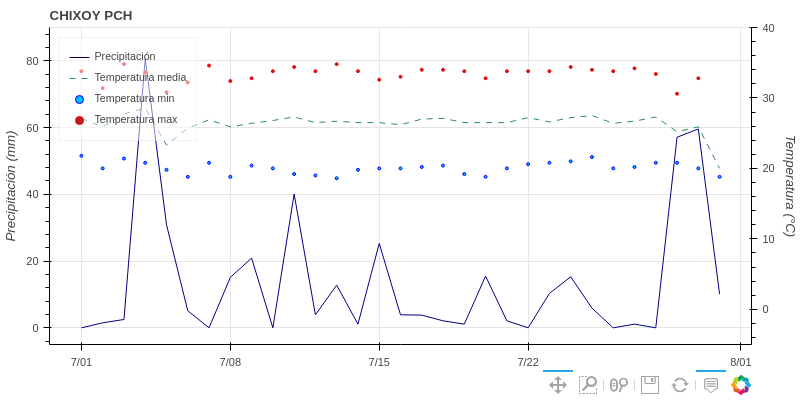 CHIXOY PCH
Precipitación
Temperatura media
Temperatura min
Temperatura max
Precipitación (mm)
80
60
40
20
0
Temperatura (°C)
40
30
20
10
0
7/01
7/08
7/15
7/22
8/01